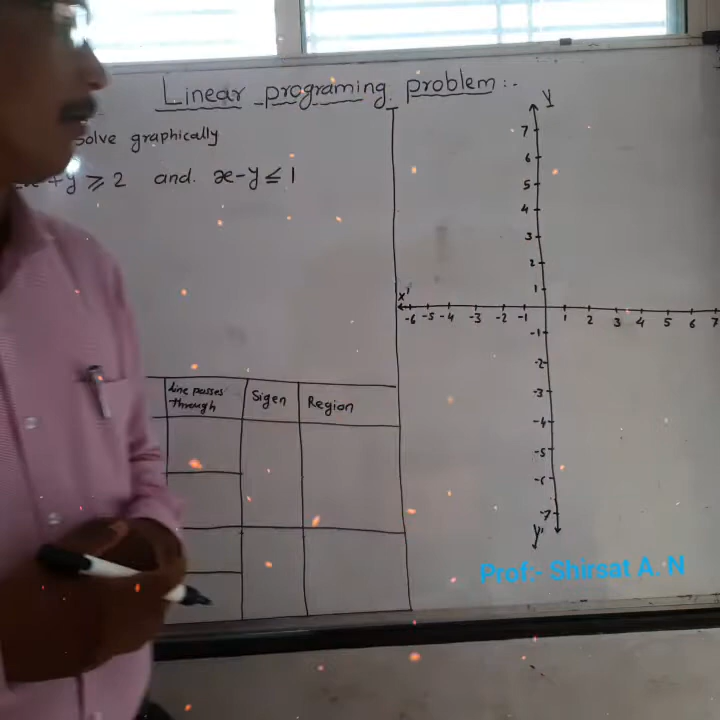 Linear programing problem:-
Solve graphically
+y ≥ 2 and. x-y ≤ 1
Y
7
6
5
4
3
2
1
X'
-6 -5 -4 -3 -2 -1 1 2 3 4 5 6 7
-1
-2
-3
-4
-5
-6
-7
Y'
Line passes through
Sigen
Region
Prof:- Shirsat A. N